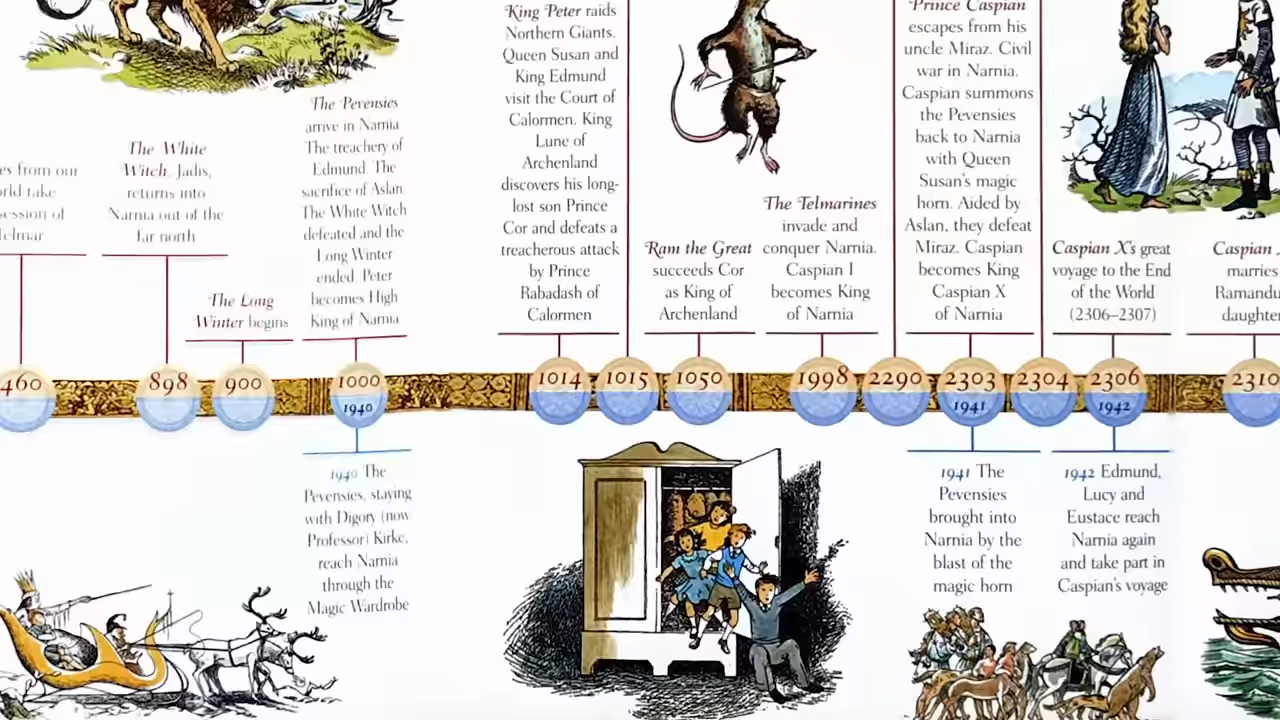 es from our
rld take
session of
elmar
The White
Witch, Jadis,
returns into
Narnia out of the
far north
The Long
Winter begins
The Pevensies
arrive in Narnia.
The treachery of
Edmund. The
sacrifice of Aslan.
The White Witch
defeated and the
Long Winter
ended. Peter
becomes High
King of Narnia
King Peter raids
Northern Giants.
Queen Susan and
King Edmund
visit the Court of
Calormen. King
Lune of
Archenland
discovers his long-
lost son Prince
Cor and defeats a
treacherous attack
by Prince
Rabadash of
Calormen
Ram the Great
succeeds Cor
as King of
Archenland
The Telmarines
invade and
conquer Narnia.
Caspian I
becomes King
of Narnia
Prince Caspian
escapes from his
uncle Miraz. Civil
war in Narnia.
Caspian summons
the Pevensies
back to Narnia
with Queen
Susan's magic
horn. Aided by
Aslan, they defeat
Miraz. Caspian
becomes King
Caspian X
of Narnia
Caspian X's great
voyage to the End
of the World
(2306–2307)
Caspian
marries
Ramandu
daughter
460
898
900
1000
1940
1014
1015
1050
1998
2290
2303
1941
2304
2306
1942
2310
1940 The
Pevensies, staying
with Digory (now
Professor) Kirke,
reach Narnia
through the
Magic Wardrobe
1941 The
Pevensies
brought into
Narnia by the
blast of the
magic horn
1942 Edmund,
Lucy and
Eustace reach
Narnia again
and take part in
Caspian's voyage